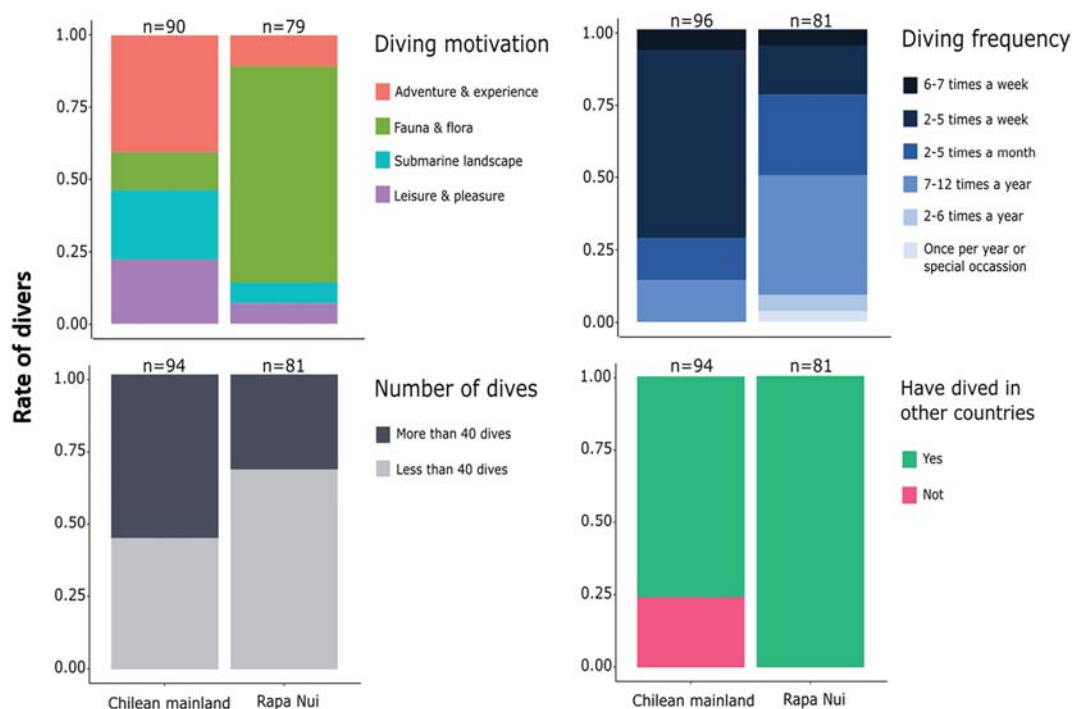 Rate of divers
n=90
n=79
1.00
0.75
0.50
0.25
0.00
Diving motivation
Adventure & experience
Fauna & flora
Submarine landscape
Leisure & pleasure
n=96
n=81
1.00
0.75
0.50
0.25
0.00
Diving frequency
6-7 times a week
2-5 times a week
2-5 times a month
7-12 times a year
2-6 times a year
Once per year or
special occassion
n=94
n=81
1.00
0.75
0.50
0.25
0.00
Chilean mainland
Rapa Nui
Number of dives
More than 40 dives
Less than 40 dives
n=94
n=81
1.00
0.75
0.50
0.25
0.00
Chilean mainland
Rapa Nui
Have dived in
other countries
Yes
Not